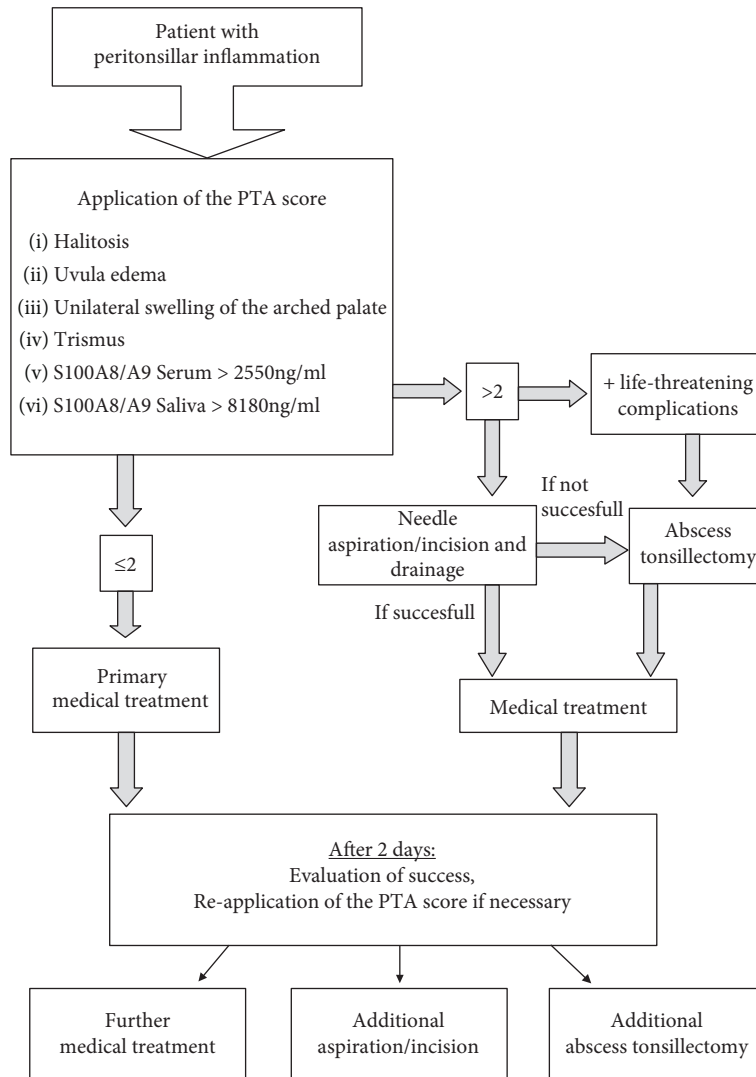 Patient with
peritonsillar inflammation
Application of the PTA score
(i) Halitosis
(ii) Uvula edema
(iii) Unilateral swelling of the arched palate
(iv) Trismus
(v) S100A8/A9 Serum > 2550ng/ml
(vi) S100A8/A9 Saliva > 8180ng/ml
>2
+ life-threatening
complications
≤2
Needle
aspiration/incision and
drainage
If not
succesfull
Abscess
tonsillectomy
If succesfull
Primary
medical treatment
Medical treatment
After 2 days:
Evaluation of success,
Re-application of the PTA score if necessary
Further
medical treatment
Additional
aspiration/incision
Additional
abscess tonsillectomy